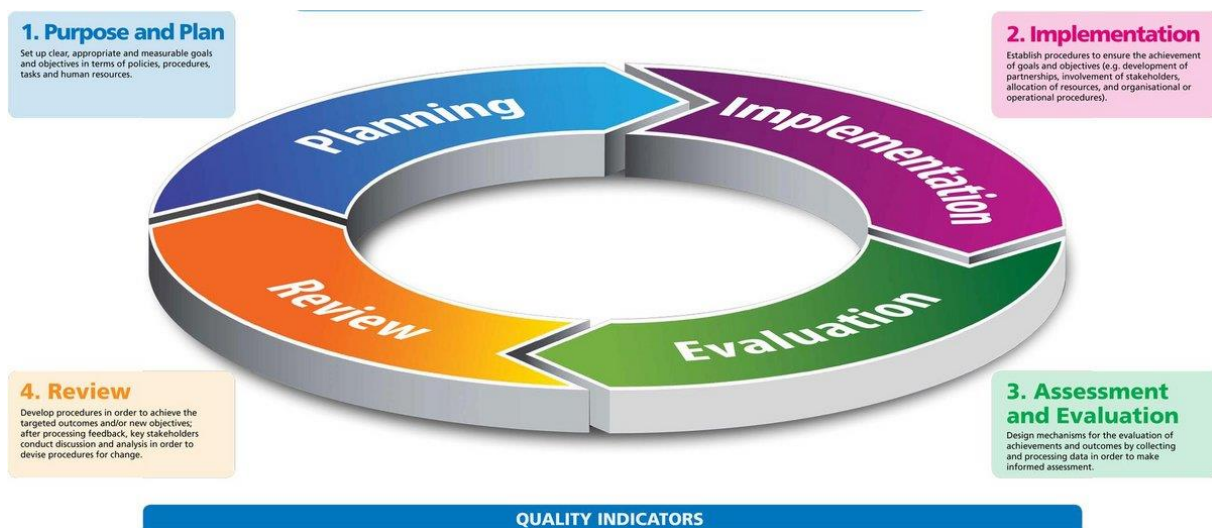 1. Purpose and Plan
Set up clear, appropriate and measurable goals
and objectives in terms of policies, procedures,
tasks and human resources.
2. Implementation
Establish procedures to ensure the achievement
of goals and objectives (e.g. development of
partnerships, involvement of stakeholders,
allocation of resources, and organisational or
operational procedures).
Planning
Implementation
Review
Evaluation
4. Review
Develop procedures in order to achieve the
targeted outcomes and/or new objectives;
after processing feedback, key stakeholders
conduct discussion and analysis in order to
devise procedures for change.
3. Assessment
and Evaluation
Design mechanisms for the evaluation of
achievements and outcomes by collecting
and processing data in order to make
informed assessment.
QUALITY INDICATORS